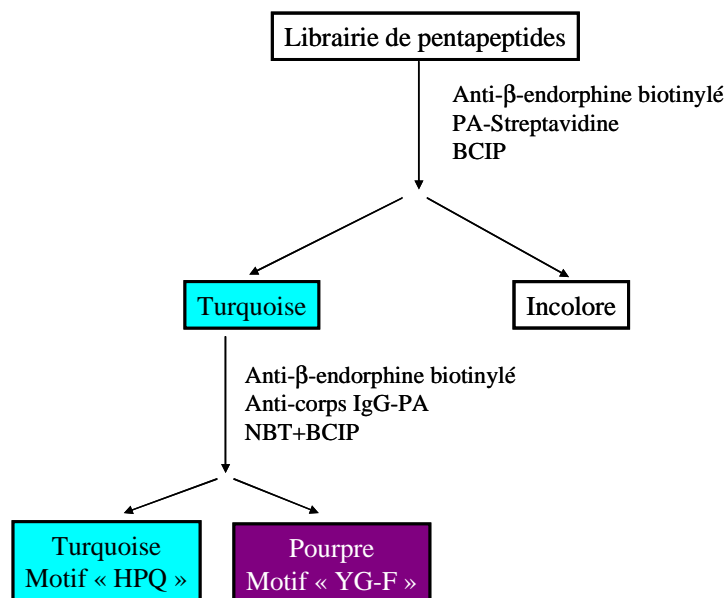 Librairie de pentapeptides
Anti-β-endorphine biotinylé
PA-Streptavidine
BCIP
Turquoise
Incolore
Anti-β-endorphine biotinylé
Anti-corps IgG-PA
NBT+BCIP
Turquoise
Motif « HPQ »
Pourpre
Motif « YG-F »